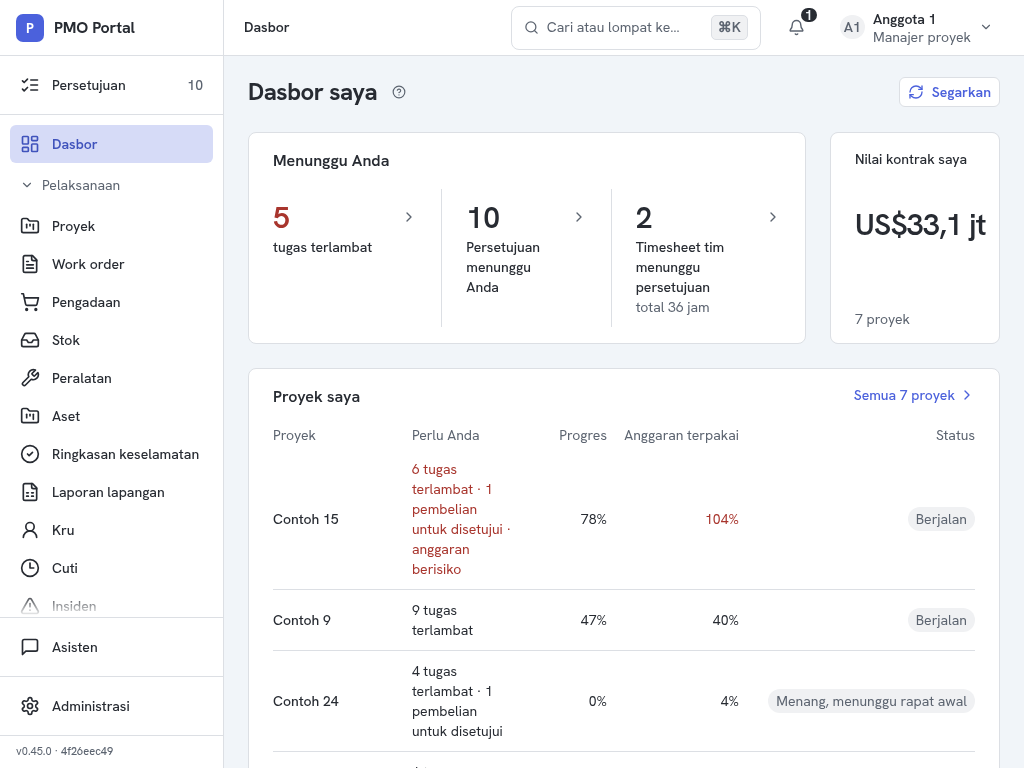 P PMO Portal
Persetujuan 10
Dasbor
Pelaksanaan
Proyek
Work order
Pengadaan
Stok
Peralatan
Aset
Ringkasan keselamatan
Laporan lapangan
Kru
Cuti
Insiden
Asisten
Administrasi
v0.45.0 · 4f26eec49
Dasbor
Cari atau lompat ke... ⌘K
1
A1
Anggota 1
Manajer proyek
Dasbor saya
Segarkan
Menunggu Anda
5
tugas terlambat
10
Persetujuan
menunggu
Anda
2
Timesheet tim
menunggu
persetujuan
total 36 jam
Nilai kontrak saya
US$33,1 jt
7 proyek
Proyek saya
Semua 7 proyek
Proyek Perlu Anda Progres Anggaran terpakai Status
Contoh 15
6 tugas
terlambat · 1
pembelian
untuk disetujui ·
anggaran
berisiko
78% 104% Berjalan
Contoh 9
9 tugas
terlambat
47% 40% Berjalan
Contoh 24
4 tugas
terlambat · 1
pembelian
untuk disetujui
0% 4% Menang, menunggu rapat awal